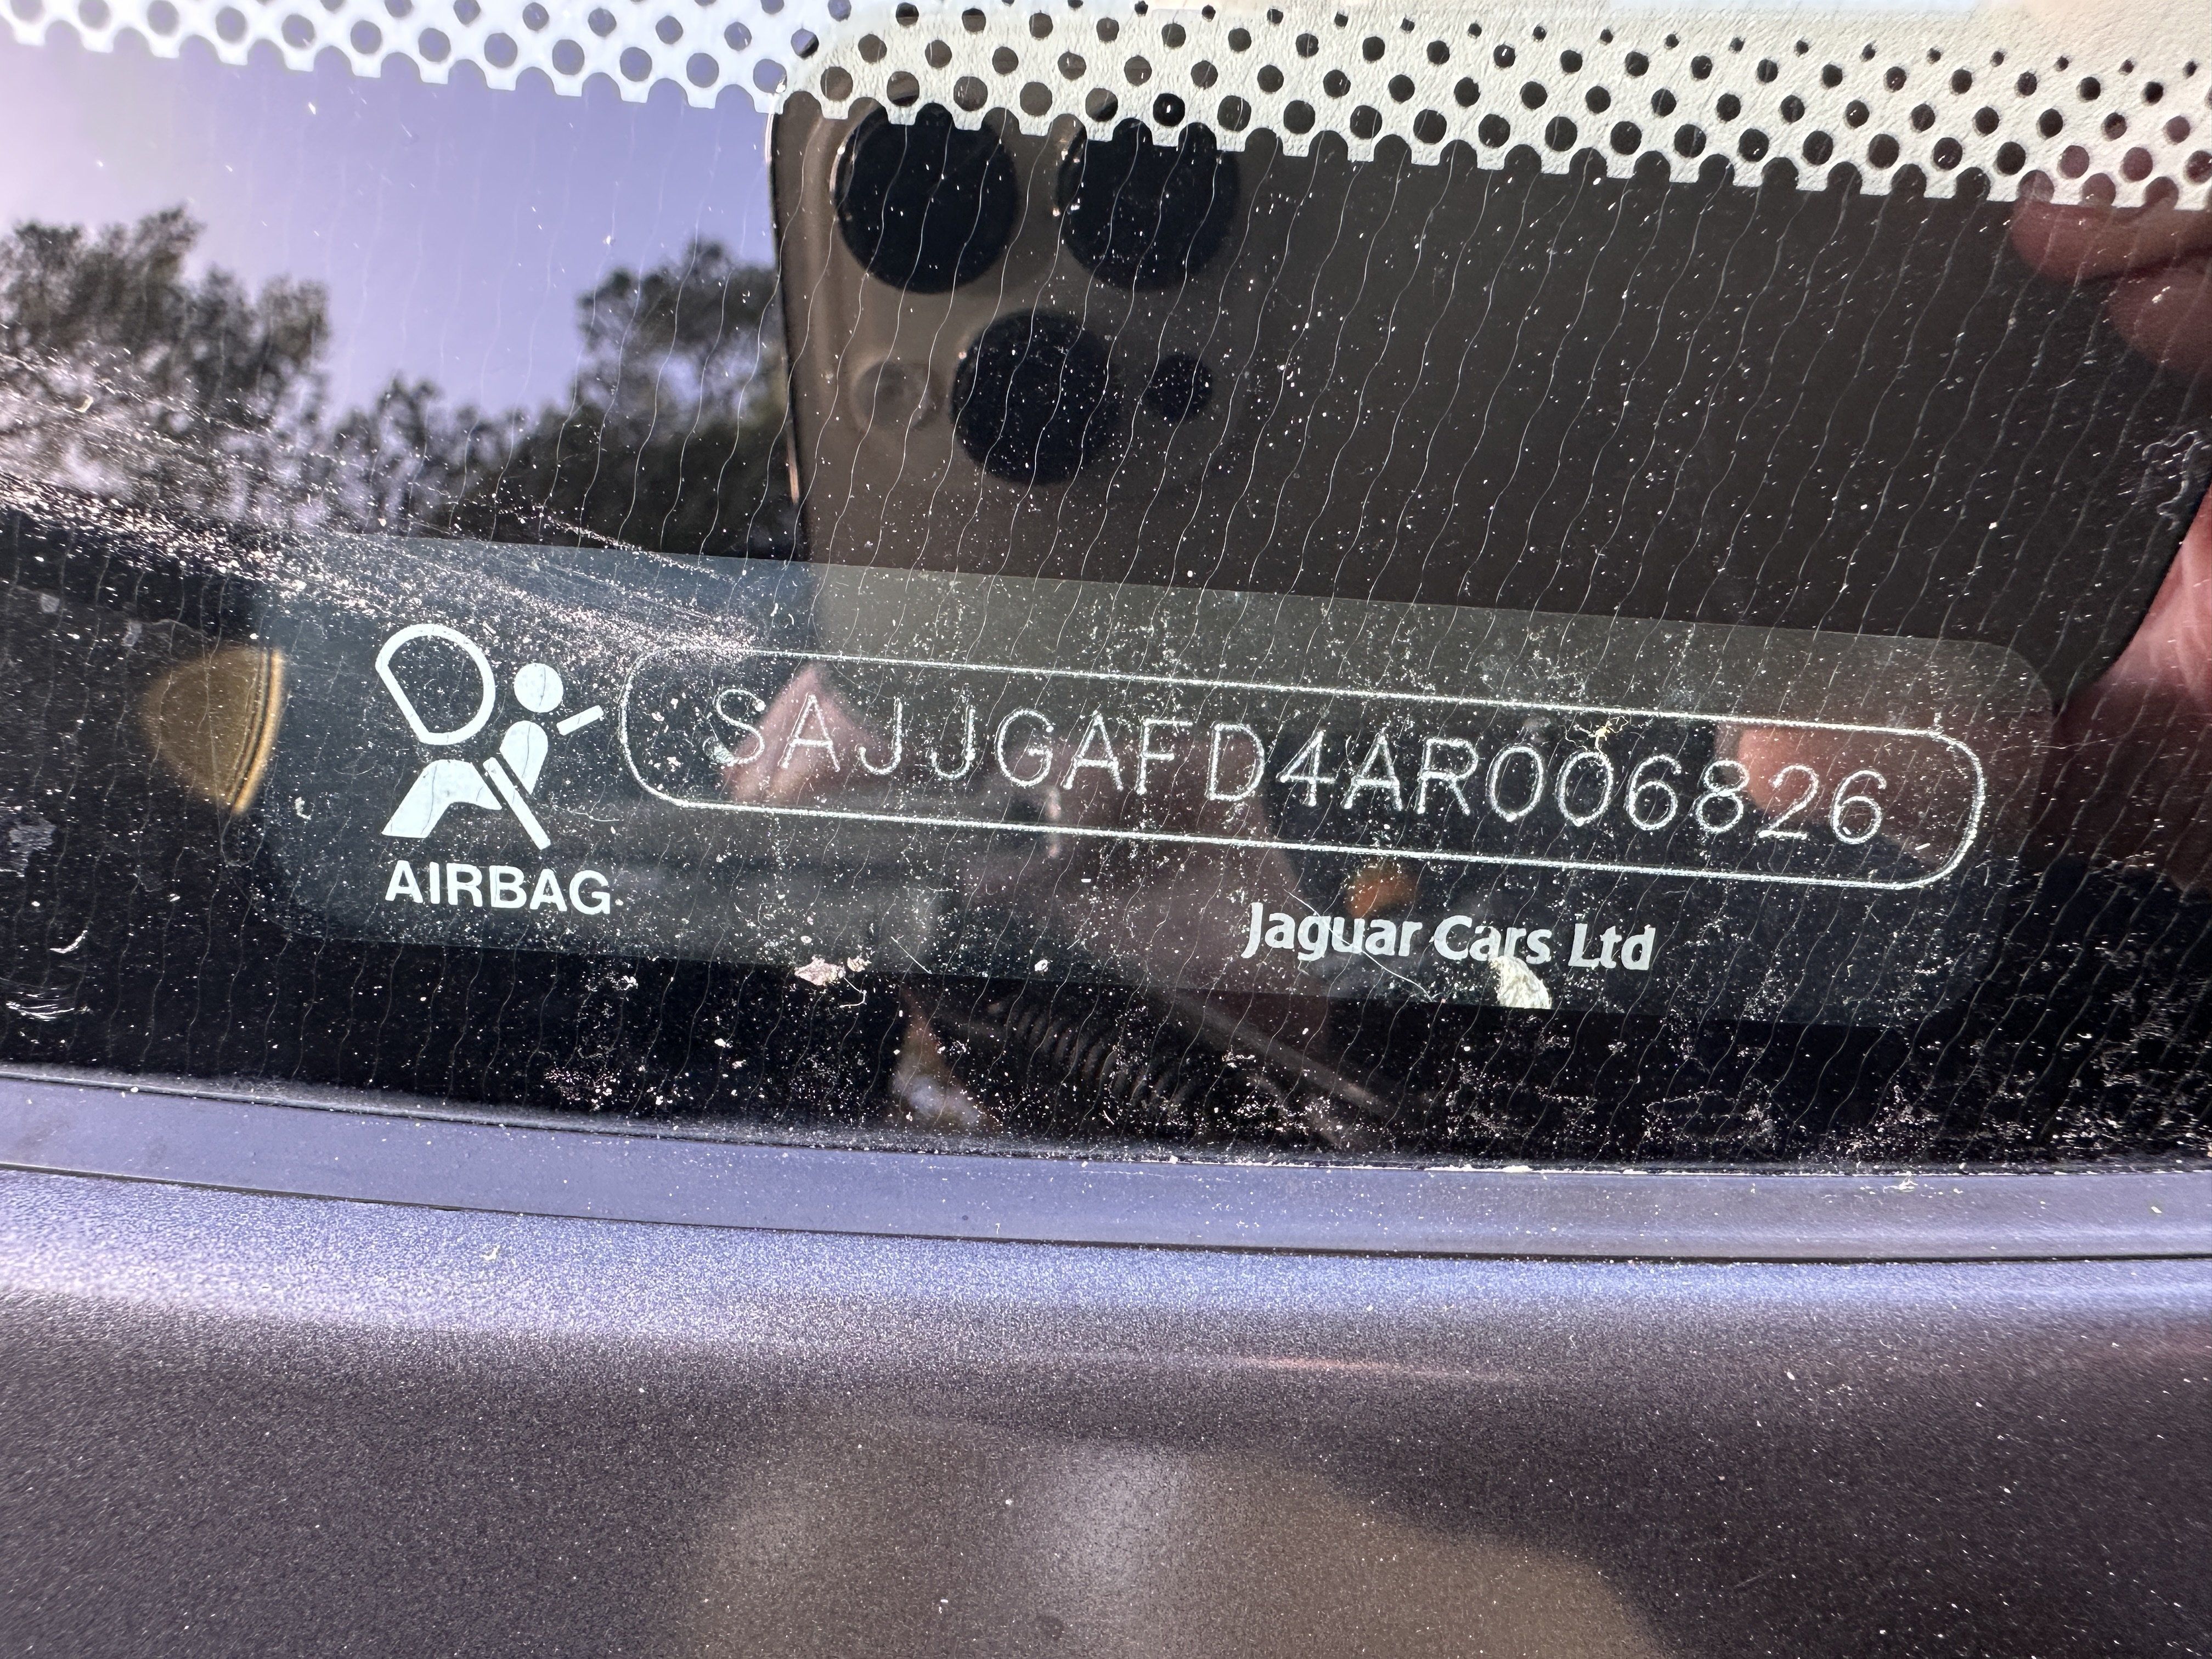 SAJJGAFD4AR006826
AIRBAG
Jaguar Cars Ltd